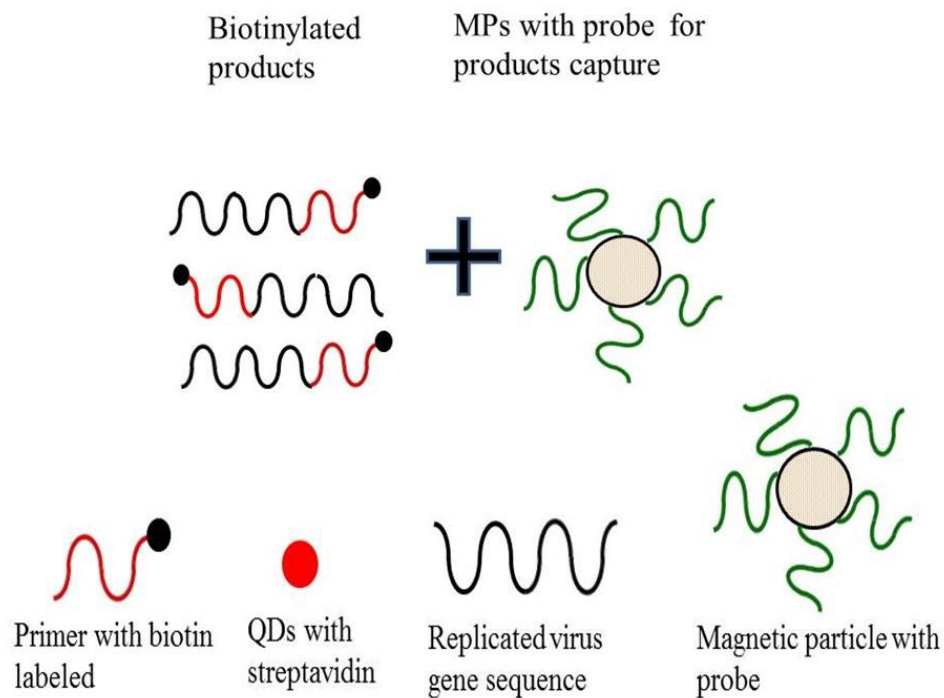 Biotinylated
products
MPs with probe for
products capture
Primer with biotin
labeled
QDs with
streptavidin
Replicated virus
gene sequence
Magnetic particle with
probe